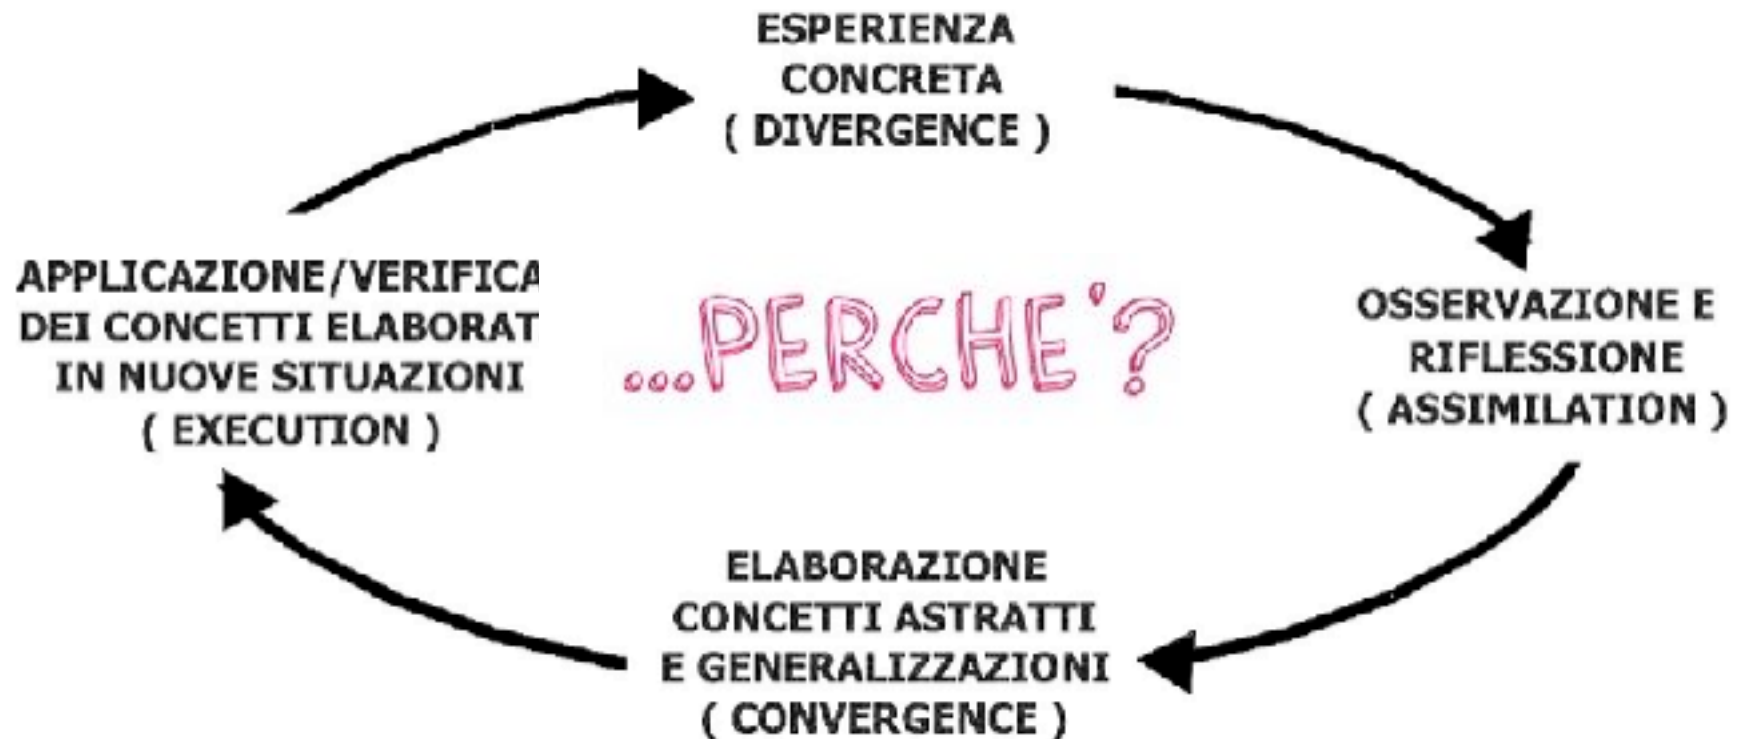 ESPERIENZA
CONCRETA
( DIVERGENCE )
OSSERVAZIONE E
RIFLESSIONE
( ASSIMILATION )
ELABORAZIONE
CONCETTI ASTRATTI
E GENERALIZZAZIONI
( CONVERGENCE )
APPLICAZIONE/VERIFICA
DEI CONCETTI ELABORAT
IN NUOVE SITUAZIONI
( EXECUTION )
...PERCHE'?